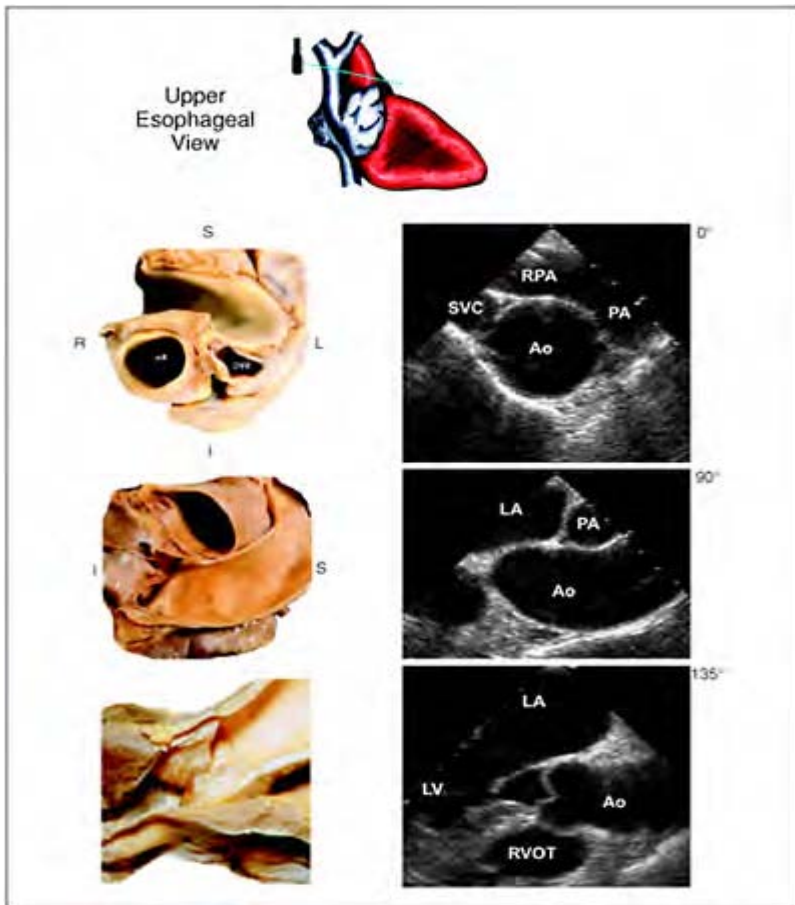 Upper
Esophageal
View
S
R
L
I
0°
RPA
SVC
PA
Ao
90°
LA
PA
I
S
Ao
135°
LA
LV
Ao
RVOT